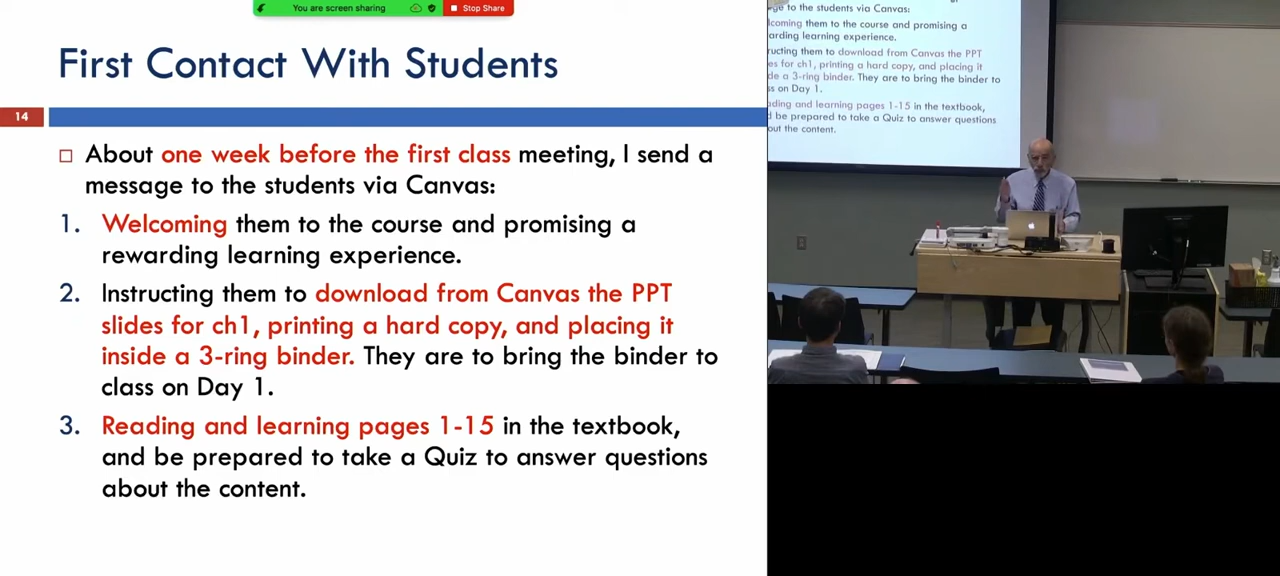 You are screen sharing
Stop Share
First Contact With Students
14
About one week before the first class meeting, I send a
message to the students via Canvas:
1. Welcoming them to the course and promising a
rewarding learning experience.
2. Instructing them to download from Canvas the PPT
slides for ch1, printing a hard copy, and placing it
inside a 3-ring binder. They are to bring the binder to
class on Day 1.
3. Reading and learning pages 1-15 in the textbook,
and be prepared to take a Quiz to answer questions
about the content.
ge to the students via Canvas:
lcoming them to the course and promising a
arding learning experience.
ructing them to download from Canvas the PPT
es for ch1, printing a hard copy, and placing it
de a 3-ring binder. They are to bring the binder to
ss on Day 1.
ding and learning pages 1-15 in the textbook,
d be prepared to take a Quiz to answer questions
out the content.